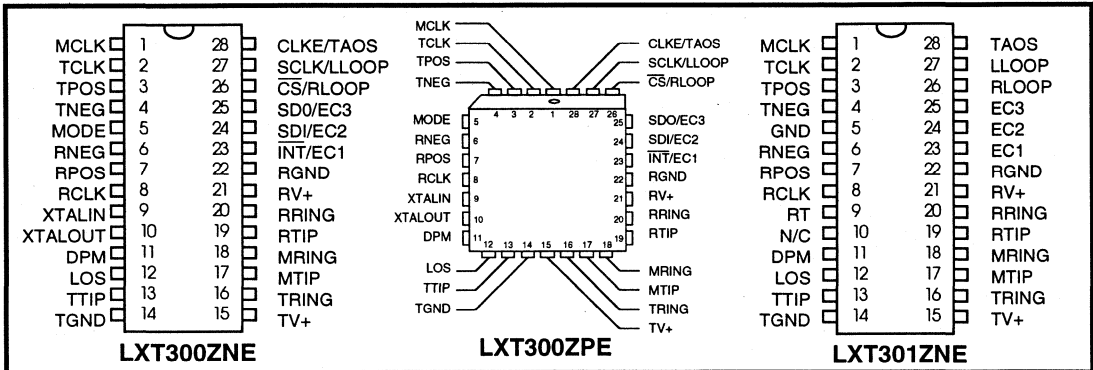 MCLK 1 28 CLKE/TAOS
TCLK 2 27 SCLK/LLOOP
TPOS 3 26 CS/RLOOP
TNEG 4 25 SD0/EC3
MODE 5 24 SDI/EC2
RNEG 6 23 INT/EC1
RPOS 7 22 RGND
RCLK 8 21 RV+
XTALIN 9 20 RRING
XTALOUT 10 19 RTIP
DPM 11 18 MRING
LOS 12 17 MTIP
TTIP 13 16 TRING
TGND 14 15 TV+
LXT300ZNE
MCLK
TCLK CLKE/TAOS
TPOS SCLK/LLOOP
TNEG CS/RLOOP
4 3 2 1 28 27 26
MODE 5 25 SDO/EC3
RNEG 6 24 SDI/EC2
RPOS 7 23 INT/EC1
RCLK 8 22 RGND
XTALIN 9 21 RV+
XTALOUT 10 20 RRING
DPM 11 19 RTIP
12 13 14 15 16 17 18
LOS MRING
TTIP MTIP
TGND TRING
TV+
LXT300ZPE
MCLK 1 28 TAOS
TCLK 2 27 LLOOP
TPOS 3 26 RLOOP
TNEG 4 25 EC3
GND 5 24 EC2
RNEG 6 23 EC1
RPOS 7 22 RGND
RCLK 8 21 RV+
RT 9 20 RRING
N/C 10 19 RTIP
DPM 11 18 MRING
LOS 12 17 MTIP
TTIP 13 16 TRING
TGND 14 15 TV+
LXT301ZNE